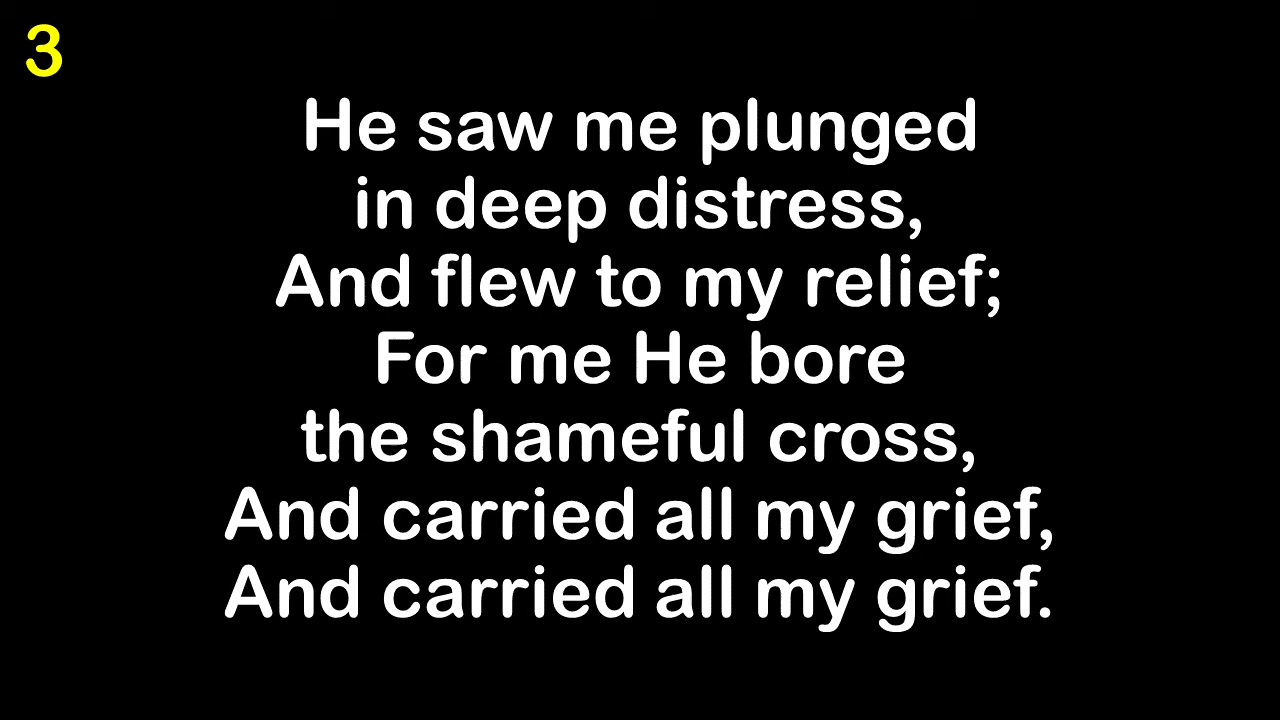 3
He saw me plunged
in deep distress,
And flew to my relief;
For me He bore
the shameful cross,
And carried all my grief,
And carried all my grief.